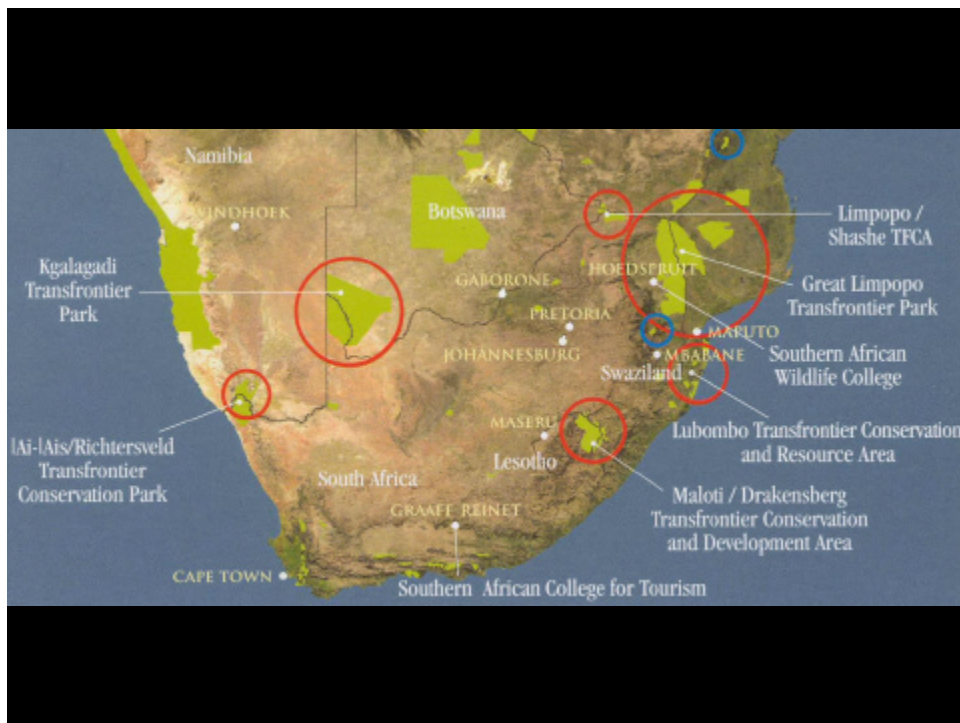 Namibia
WINDHOEK
Botswana
Limpopo /
Shashe TFCA
Kgalagadi
Transfrontier
Park
GABORONE
HOEDSPRUIT
Great Limpopo
Transfrontier Park
PRETORIA
MAPUTO
JOHANNESBURG
MBABANE
Swaziland
Southern African
Wildlife College
|Ai-|Ais/Richtersveld
Transfrontier
Conservation Park
MASERU
Lesotho
Lubombo Transfrontier Conservation
and Resource Area
South Africa
GRAAFF REINET
Maloti / Drakensberg
Transfrontier Conservation
and Development Area
CAPE TOWN
Southern African College for Tourism